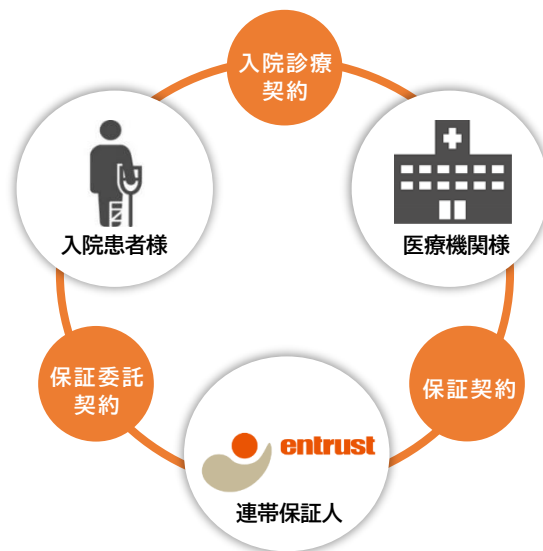 入院診療
契約
入院患者様
医療機関様
保証委託
契約
保証契約
entrust
連帯保証人